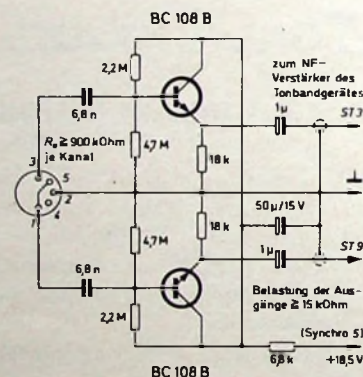 BC 108 B
2,2 M
zum NF-
Verstärker des
Tonbandgerätes
6,8 n
1µ
ST 3
Rₑ ≧ 900 kOhm
je Kanal
4,7 M
18 k
3
5
2
4
1
18 k
50 µ/15 V
4,7 M
1µ
ST 9
6,8 n
Belastung der Aus-
gänge ≧ 15 kOhm
2,2 M
(Synchro 5)
6,8 k
+18,5 V
BC 108 B